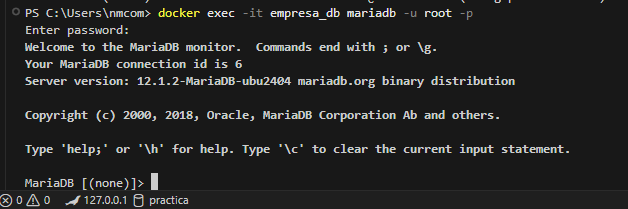 PS C:\Users\nmcom> docker exec -it empresa_db mariadb -u root -p
Enter password:
Welcome to the MariaDB monitor.  Commands end with ; or \g.
Your MariaDB connection id is 6
Server version: 12.1.2-MariaDB-ubu2404 mariadb.org binary distribution

Copyright (c) 2000, 2018, Oracle, MariaDB Corporation Ab and others.

Type 'help;' or '\h' for help. Type '\c' to clear the current input statement.

MariaDB [(none)]>
0 0 127.0.0.1 practica